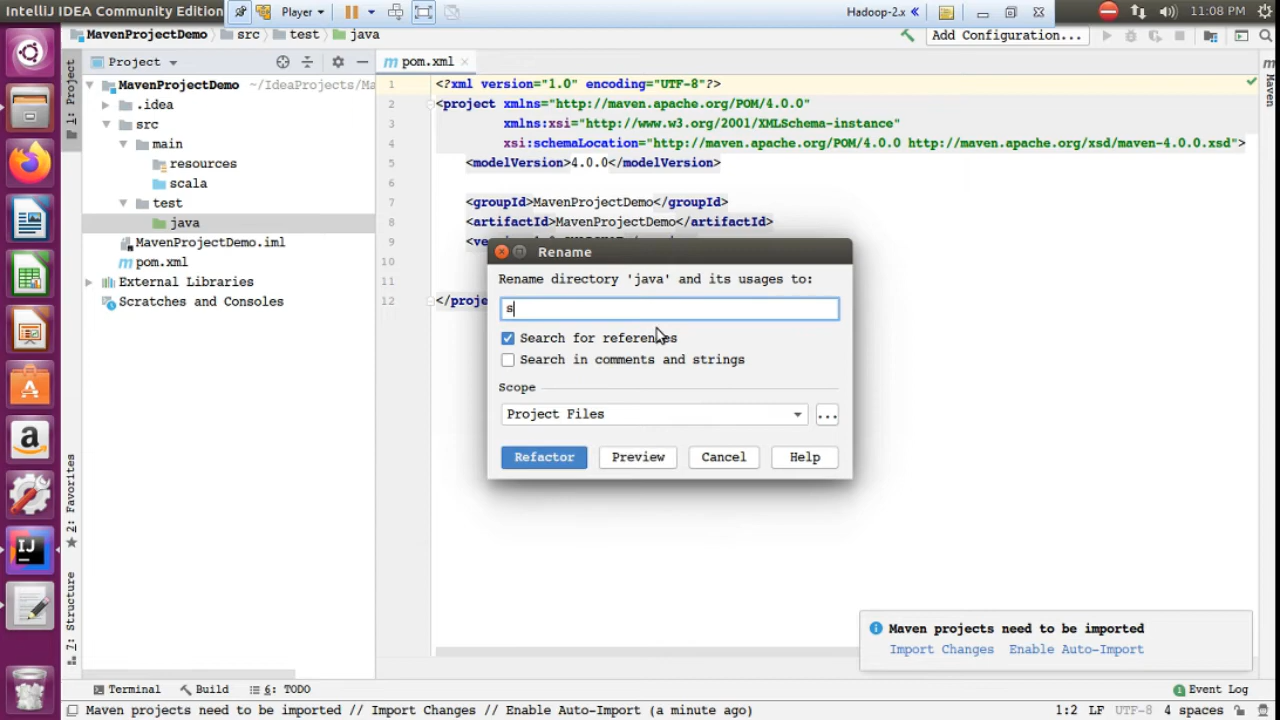 IntelliJ IDEA Community Edition
Player
Hadoop-2.x
11:08 PM
MavenProjectDemo
src
test
java
Add Configuration...
1: Project
Project
pom.xml
Maven
MavenProjectDemo ~/IdeaProjects/Ma
.idea
src
main
resources
scala
test
java
MavenProjectDemo.iml
pom.xml
External Libraries
Scratches and Consoles
1 <?xml version="1.0" encoding="UTF-8"?>
2 <project xmlns="http://maven.apache.org/POM/4.0.0"
3 xmlns:xsi="http://www.w3.org/2001/XMLSchema-instance"
4 xsi:schemaLocation="http://maven.apache.org/POM/4.0.0 http://maven.apache.org/xsd/maven-4.0.0.xsd">
5 <modelVersion>4.0.0</modelVersion>
6
7 <groupId>MavenProjectDemo</groupId>
8 <artifactId>MavenProjectDemo</artifactId>
9
10
11
12 </proje
Rename
Rename directory 'java' and its usages to:
s
Search for references
Search in comments and strings
Scope
Project Files
...
Refactor
Preview
Cancel
Help
2: Favorites
7: Structure
Maven projects need to be imported
Import Changes Enable Auto-Import
Terminal
Build
6: TODO
Event Log
Maven projects need to be imported // Import Changes // Enable Auto-Import (a minute ago)
1:2 LF UTF-8 4 spaces